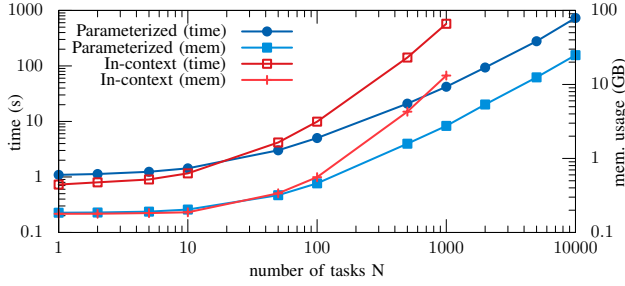 1000
100
10
1
0.1
time (s)
Parameterized (time)
Parameterized (mem)
In-context (time)
In-context (mem)
100
10
1
0.1
mem. usage (GB)
1
10
100
1000
10000
number of tasks N